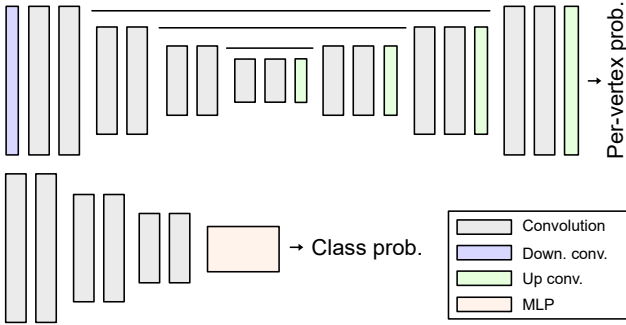 Per-vertex prob.
Class prob.
Convolution
Down. conv.
Up conv.
MLP